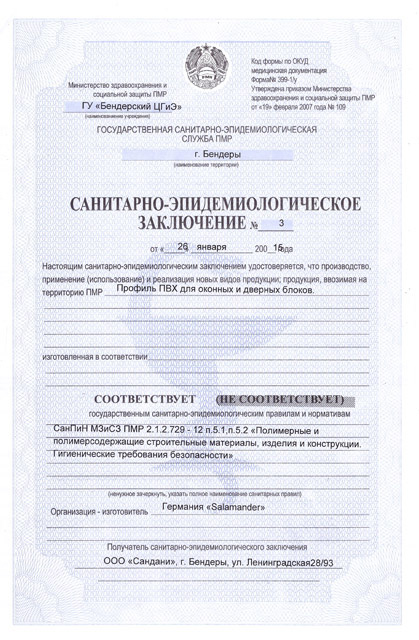 Министерство здравоохранения и
социальной защиты ПМР
ГУ «Бендерский ЦГиЭ»
(наименование учреждения)
Код формы по ОКУД
медицинская документация
Форма№ 399-1/у
Утверждена приказом Министерства
здравоохранения и социальной защиты ПМР
от «19» февраля 2007 года № 109
ГОСУДАРСТВЕННАЯ САНИТАРНО-ЭПИДЕМИОЛОГИЧЕСКАЯ
СЛУЖБА ПМР
г. Бендеры
(наименование территории)
САНИТАРНО-ЭПИДЕМИОЛОГИЧЕСКОЕ
ЗАКЛЮЧЕНИЕ № 3
от « 26 января 200 15 года
Настоящим санитарно-эпидемиологическим заключением удостоверяется, что производство,
применение (использование) и реализация новых видов продукции; продукция, ввозимая на
территорию ПМР Профиль ПВХ для оконных и дверных блоков.
изготовленная в соответствии
СООТВЕТСТВУЕТ (НЕ СООТВЕТСТВУЕТ)
государственным санитарно-эпидемиологическим правилам и нормативам
СанПиН МЗиСЗ ПМР 2.1.2.729 - 12 п.5.1,п.5.2 «Полимерные и
полимерсодержащие строительные материалы, изделия и конструкции.
Гигиенические требования безопасности»
(ненужное зачеркнуть, указать полное наименование санитарных правил)
Организация - изготовитель Германия «Salamander»
Получатель санитарно-эпидемиологического заключения
ООО «Сандани», г. Бендеры, ул. Ленинградская28/93